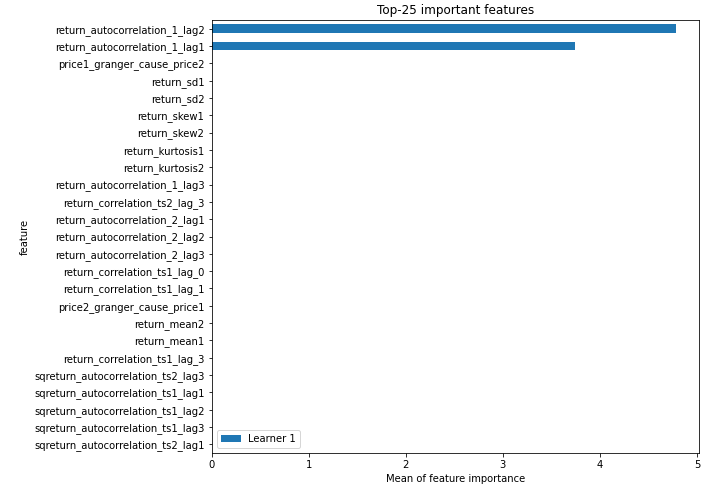 Top-25 important features
return_autocorrelation_1_lag2
return_autocorrelation_1_lag1
price1_granger_cause_price2
return_sd1
return_sd2
return_skew1
return_skew2
return_kurtosis1
return_kurtosis2
return_autocorrelation_1_lag3
return_correlation_ts2_lag_3
return_autocorrelation_2_lag1
return_autocorrelation_2_lag2
return_autocorrelation_2_lag3
return_correlation_ts1_lag_0
return_correlation_ts1_lag_1
price2_granger_cause_price1
return_mean2
return_mean1
return_correlation_ts1_lag_3
sqreturn_autocorrelation_ts2_lag3
sqreturn_autocorrelation_ts1_lag1
sqreturn_autocorrelation_ts1_lag2
sqreturn_autocorrelation_ts1_lag3
sqreturn_autocorrelation_ts2_lag1
feature
Learner 1
0 1 2 3 4 5
Mean of feature importance